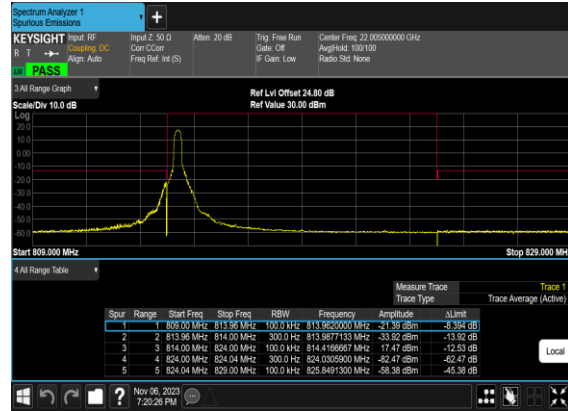 Spectrum Analyzer 1
Spurious Emissions
KEYSIGHT Input: RF Input Z: 50 Ω Atten: 20 dB Trig: Free Run Center Freq: 22.005000000 GHz
R T Coupling: DC Corr CCorr Gate: Off Avg|Hold: 100/100
Align: Auto Freq Ref: Int (S) IF Gain: Low Radio Std: None
PASS
3 All Range Graph
Ref Lvl Offset 24.80 dB
Scale/Div 10.0 dB Ref Value 30.00 dBm
Log
20.0
10.0
0.00
-10.0
-20.0
-30.0
-40.0
-50.0
-60.0
Start 809.000 MHz Stop 829.000 MHz
4 All Range Table
Measure Trace Trace 1
Trace Type Trace Average (Active)
Spur Range Start Freq Stop Freq RBW Frequency Amplitude ΔLimit
1 1 809.00 MHz 813.96 MHz 100.0 kHz 813.9620000 MHz -21.39 dBm -8.394 dB
2 2 813.96 MHz 814.00 MHz 300.0 Hz 813.9877133 MHz -33.92 dBm -13.92 dB
3 3 814.00 MHz 824.00 MHz 100.0 kHz 814.4166667 MHz 17.47 dBm -12.53 dB
4 4 824.00 MHz 824.04 MHz 300.0 Hz 824.0305900 MHz -82.47 dBm -62.47 dB
5 5 824.04 MHz 829.00 MHz 100.0 kHz 825.8491300 MHz -58.38 dBm -45.38 dB
Local
? Nov 06, 2023
7:20:26 PM